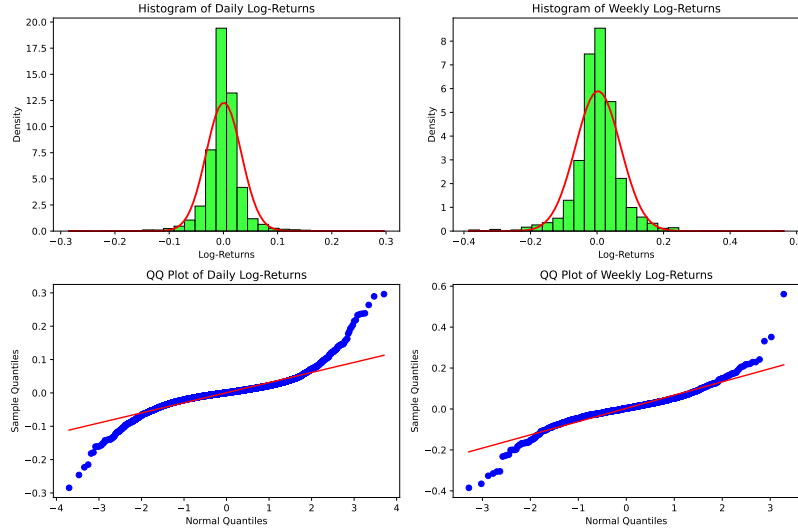 Histogram of Daily Log-Returns
20.0
17.5
15.0
12.5
10.0
7.5
5.0
2.5
0.0
Density
−0.3 −0.2 −0.1 0.0 0.1 0.2 0.3
Log-Returns
Histogram of Weekly Log-Returns
8
7
6
5
4
3
2
1
0
Density
−0.4 −0.2 0.0 0.2 0.4
Log-Returns
QQ Plot of Daily Log-Returns
0.3
0.2
0.1
0.0
−0.1
−0.2
−0.3
Sample Quantiles
−4 −3 −2 −1 0 1 2 3 4
Normal Quantiles
QQ Plot of Weekly Log-Returns
0.6
0.4
0.2
0.0
−0.2
−0.4
Sample Quantiles
−3 −2 −1 0 1 2 3
Normal Quantiles